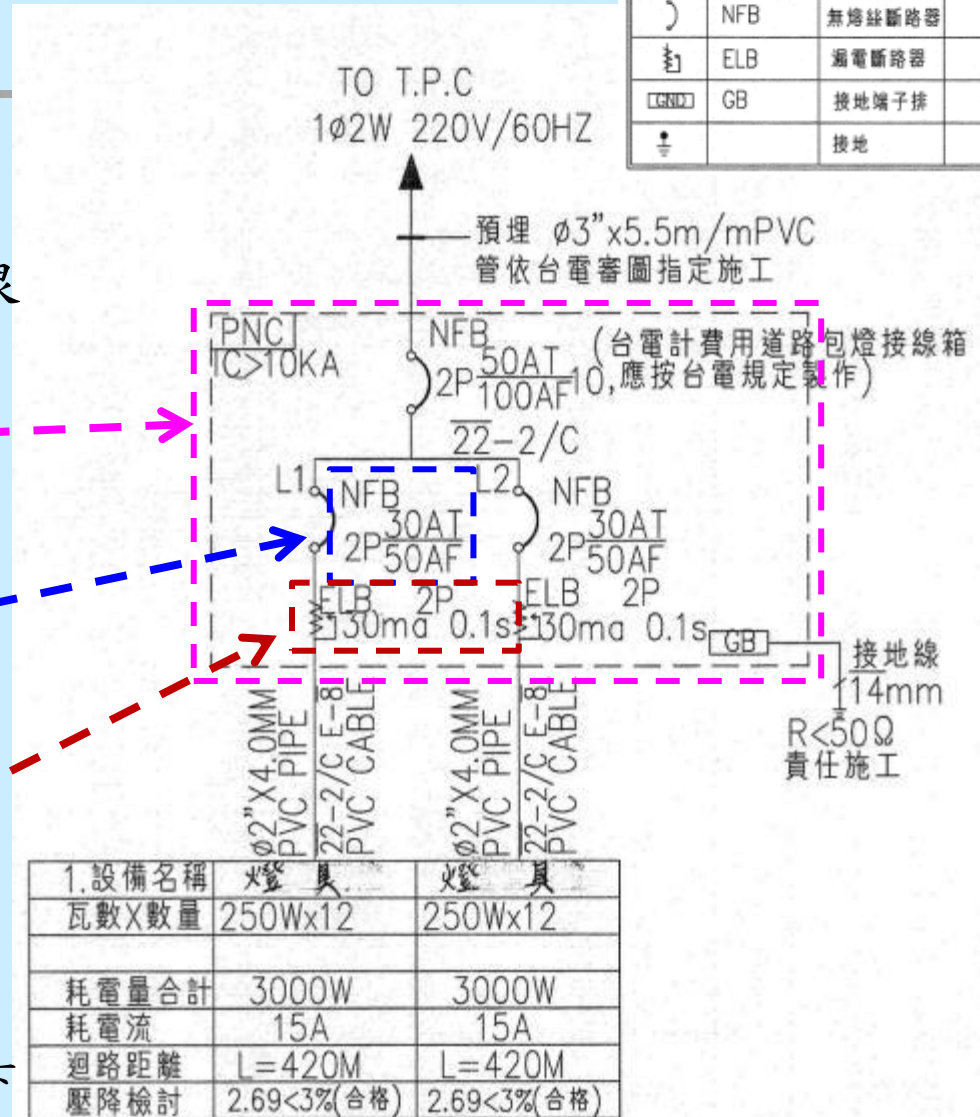 NFB 無熔絲斷路器
ELB 漏電斷路器
GND GB 接地端子排
接地
TO T.P.C
1ø2W 220V/60HZ
預埋 ø3"x5.5m/mPVC
管依台電審圖指定施工
限
PNC
IC>10KA
NFB
2P 50AT/100AF 10
(台電計費用道路包燈接線箱
,應按台電規定製作)
22-2/C
L1 NFB
2P 30AT/50AF
L2 NFB
2P 30AT/50AF
ELB 2P
30ma 0.1s
ELB 2P
30ma 0.1s
GB
接地線
14mm
R<50Ω
責任施工
ø2"X4.0MM
PVC PIPE
22-2/C E-8
PVC CABLE
ø2"X4.0MM
PVC PIPE
22-2/C E-8
PVC CABLE
1.設備名稱 燈具 燈具
瓦數X數量 250Wx12 250Wx12
耗電量合計 3000W 3000W
耗電流 15A 15A
迴路距離 L=420M L=420M
壓降檢討 2.69<3%(合格) 2.69<3%(合格)